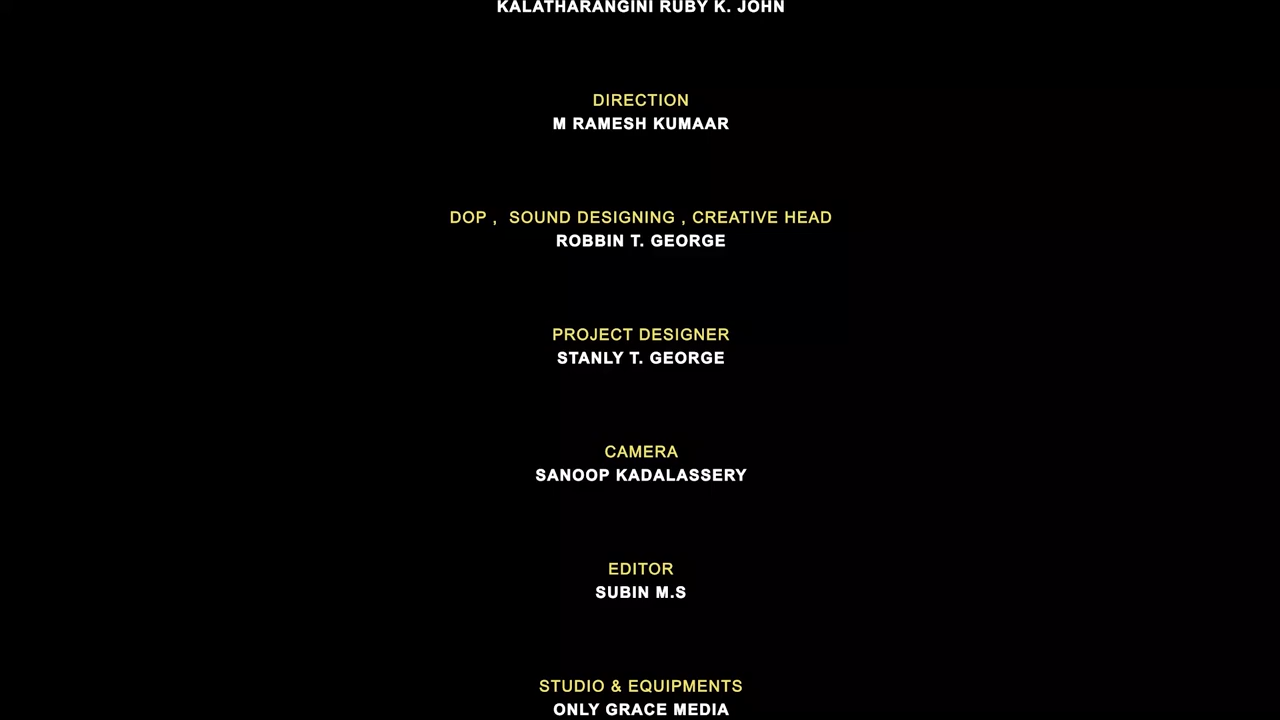 KALATHARANGINI RUBY K. JOHN
DIRECTION
M RAMESH KUMAAR
DOP ,  SOUND DESIGNING , CREATIVE HEAD
ROBBIN T. GEORGE
PROJECT DESIGNER
STANLY T. GEORGE
CAMERA
SANOOP KADALASSERY
EDITOR
SUBIN M.S
STUDIO & EQUIPMENTS
ONLY GRACE MEDIA